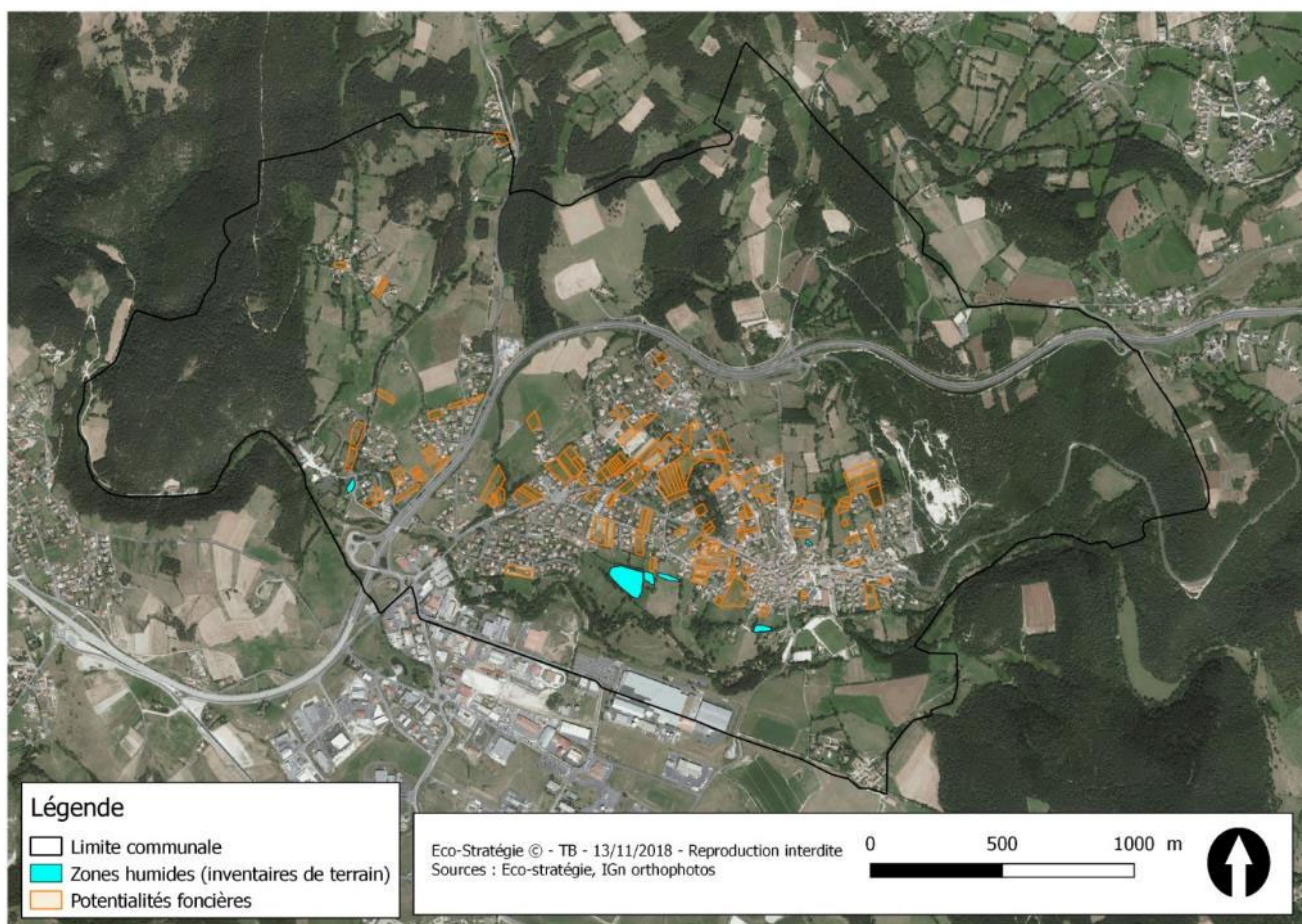 Légende
Limite communale
Zones humides (inventaires de terrain)
Potentialités foncières
Eco-Stratégie © - TB - 13/11/2018 - Reproduction interdite
Sources : Eco-stratégie, IGn orthophotos
0 500 1000 m